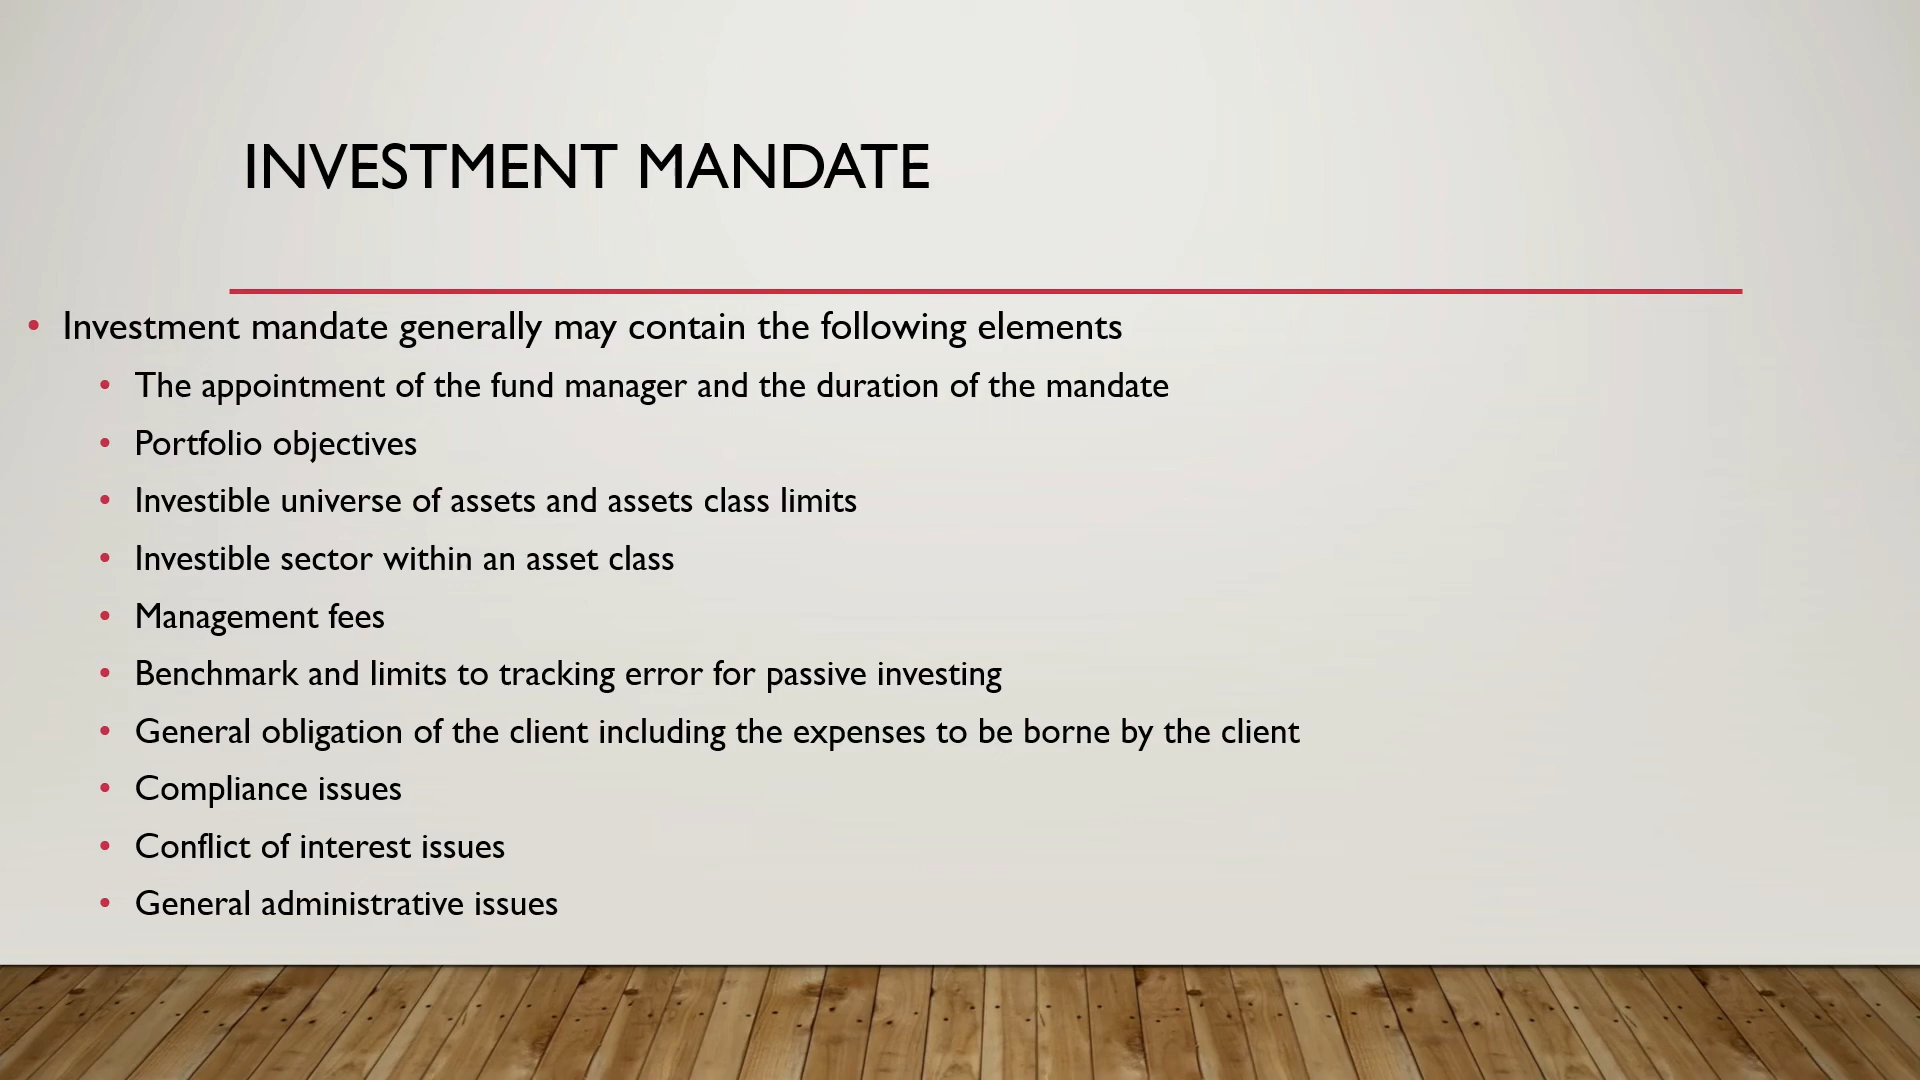 INVESTMENT MANDATE
• Investment mandate generally may contain the following elements
• The appointment of the fund manager and the duration of the mandate
• Portfolio objectives
• Investible universe of assets and assets class limits
• Investible sector within an asset class
• Management fees
• Benchmark and limits to tracking error for passive investing
• General obligation of the client including the expenses to be borne by the client
• Compliance issues
• Conflict of interest issues
• General administrative issues